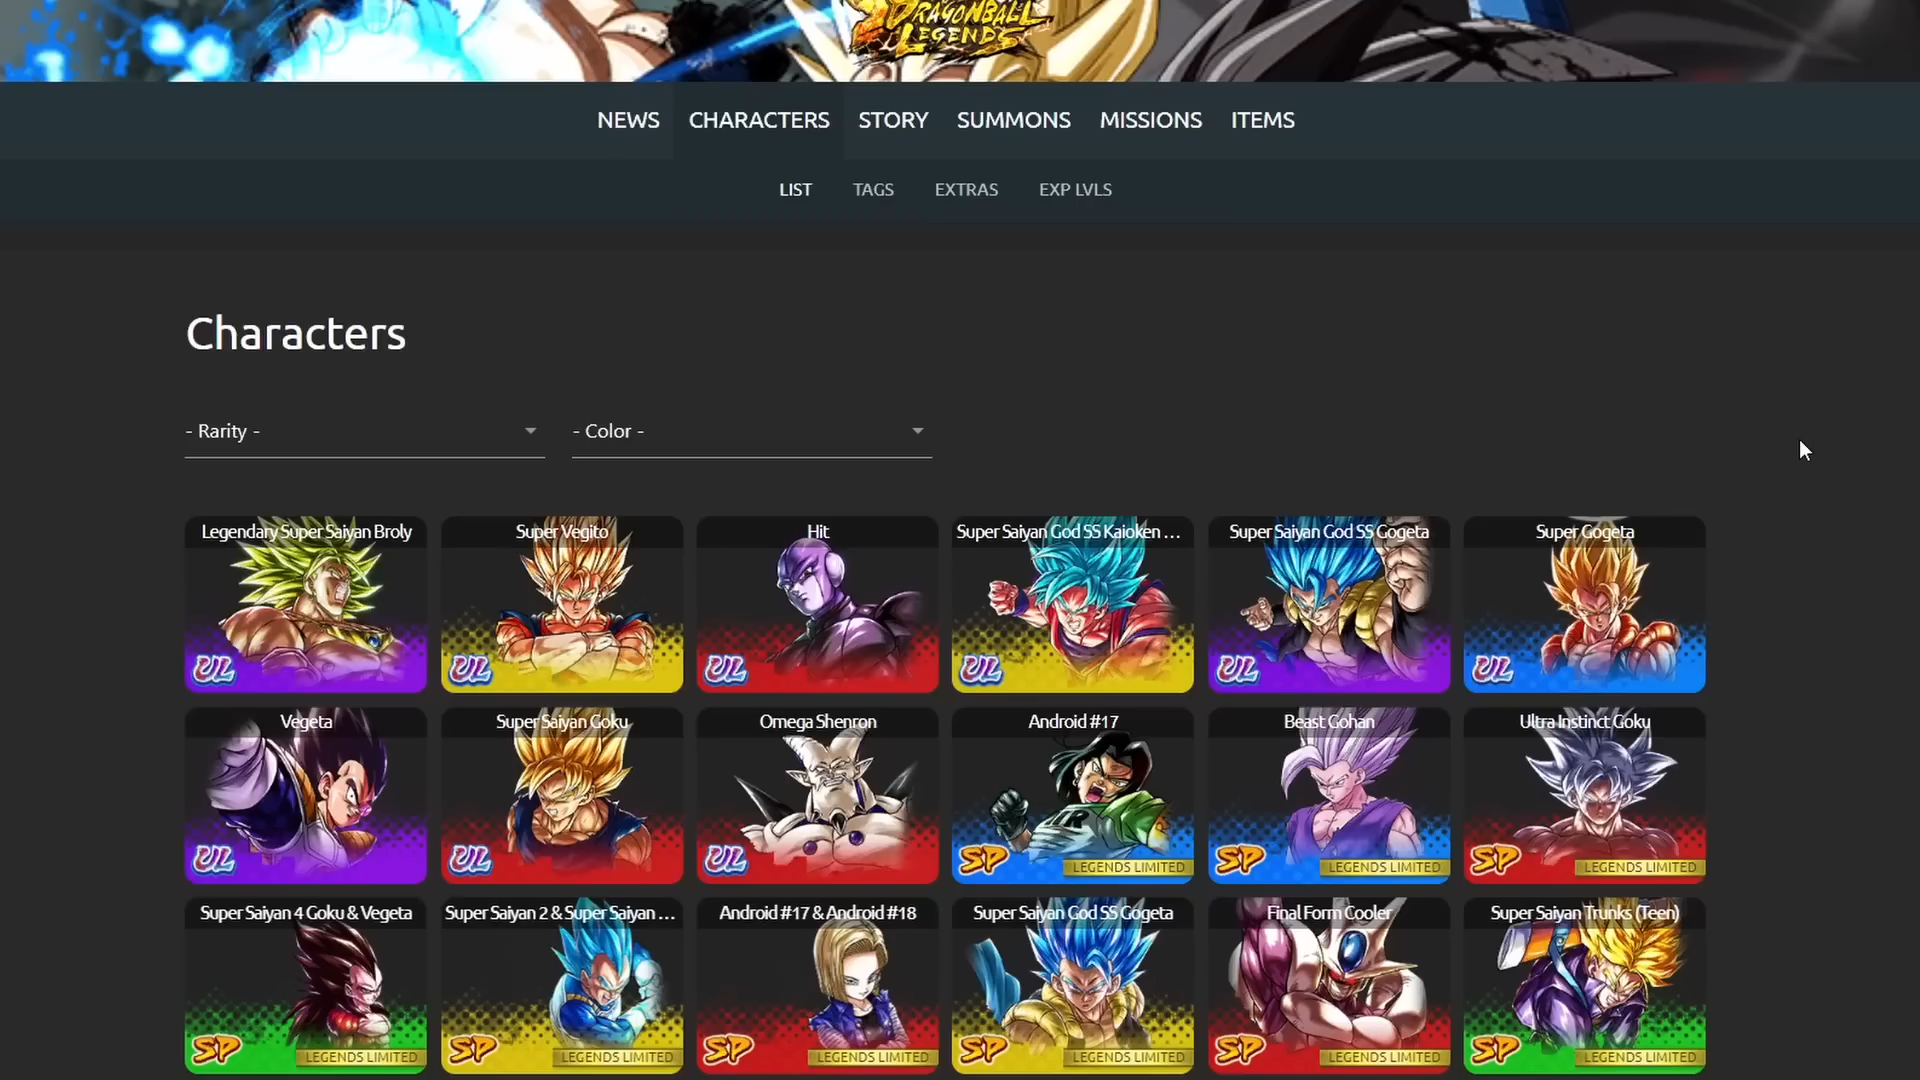 DRAGONBALL
LEGENDS
NEWS CHARACTERS STORY SUMMONS MISSIONS ITEMS
LIST TAGS EXTRAS EXP LVLS
Characters
- Rarity - - Color -
Legendary Super Saiyan Broly Super Vegito Hit Super Saiyan God SS Kaioken ... Super Saiyan God SS Gogeta Super Gogeta
UL UL UL UL UL UL
Vegeta Super Saiyan Goku Omega Shenron Android #17 Beast Gohan Ultra Instinct Goku
UL UL UL SP LEGENDS LIMITED SP LEGENDS LIMITED SP LEGENDS LIMITED
Super Saiyan 4 Goku & Vegeta Super Saiyan 2 & Super Saiyan ... Android #17 & Android #18 Super Saiyan God SS Gogeta Final Form Cooler Super Saiyan Trunks (Teen)
SP LEGENDS LIMITED SP LEGENDS LIMITED SP LEGENDS LIMITED SP LEGENDS LIMITED SP LEGENDS LIMITED SP LEGENDS LIMITED